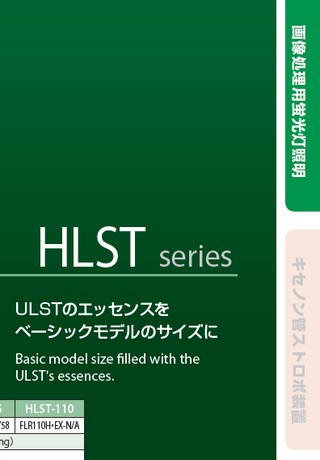 画像処理用蛍光灯照明
キセノン管ストロボ装置
HLST series
ULSTのエッセンスを
ベーシックモデルのサイズに
Basic model size filled with the
ULST's essences.
HLST-110
FLR110H・EX-N/A